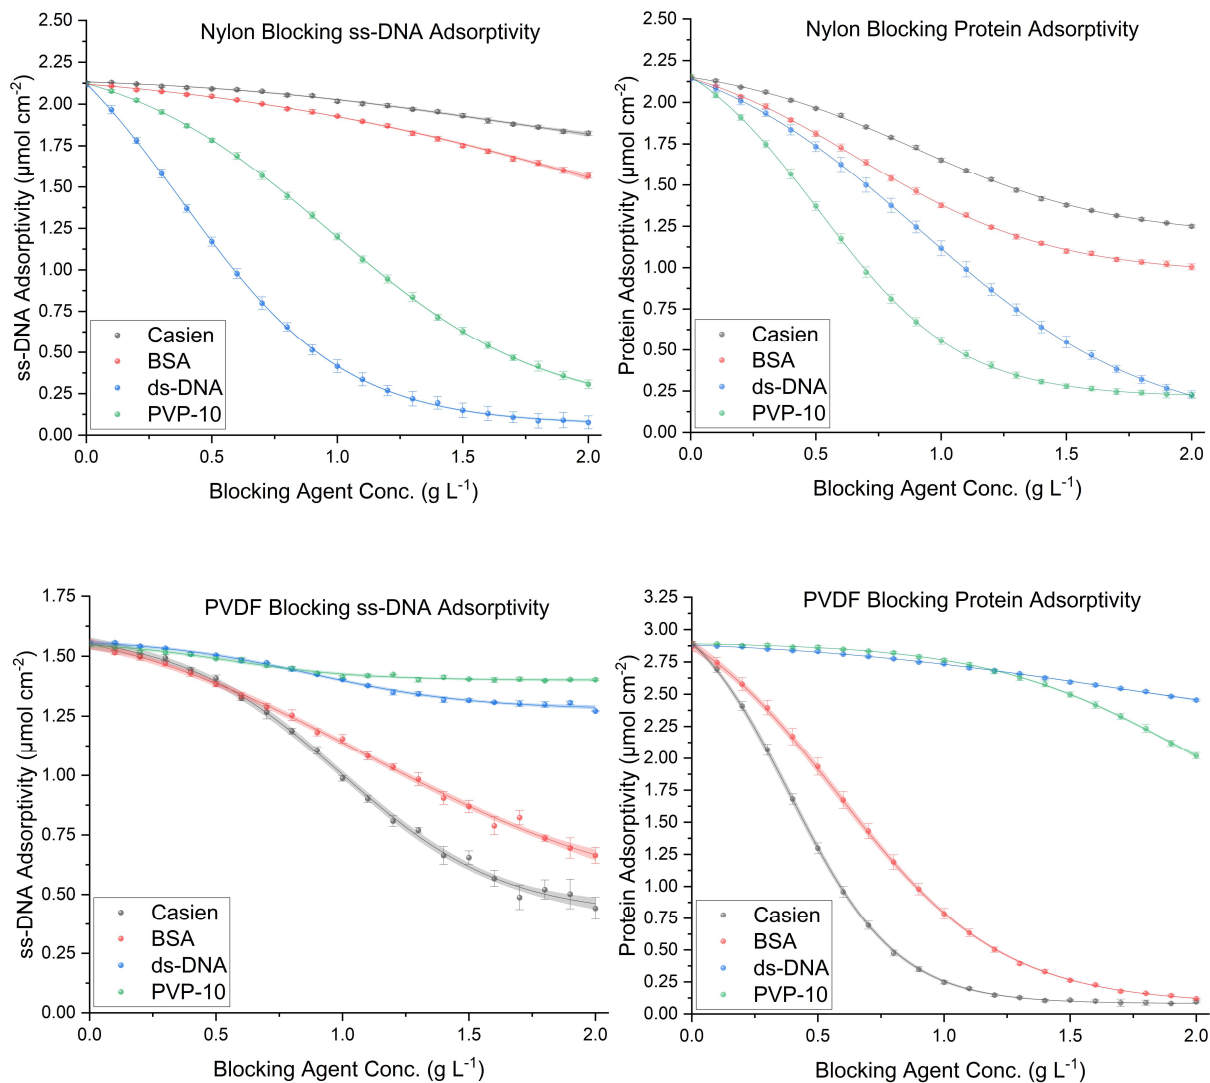 Nylon Blocking ss-DNA Adsorptivity
ss-DNA Adsorptivity (µmol cm⁻²)
2.50
2.25
2.00
1.75
1.50
1.25
1.00
0.75
0.50
0.25
0.00
Casien
BSA
ds-DNA
PVP-10
0.0 0.5 1.0 1.5 2.0
Blocking Agent Conc. (g L⁻¹)
Nylon Blocking Protein Adsorptivity
Protein Adsorptivity (µmol cm⁻²)
2.50
2.25
2.00
1.75
1.50
1.25
1.00
0.75
0.50
0.25
0.00
Casien
BSA
ds-DNA
PVP-10
0.0 0.5 1.0 1.5 2.0
Blocking Agent Conc. (g L⁻¹)
PVDF Blocking ss-DNA Adsorptivity
ss-DNA Adsorptivity (µmol cm⁻²)
1.75
1.50
1.25
1.00
0.75
0.50
0.25
0.00
Casien
BSA
ds-DNA
PVP-10
0.0 0.5 1.0 1.5 2.0
Blocking Agent Conc. (g L⁻¹)
PVDF Blocking Protein Adsorptivity
Protein Adsorptivity (µmol cm⁻²)
3.25
3.00
2.75
2.50
2.25
2.00
1.75
1.50
1.25
1.00
0.75
0.50
0.25
0.00
Casien
BSA
ds-DNA
PVP-10
0.0 0.5 1.0 1.5 2.0
Blocking Agent Conc. (g L⁻¹)